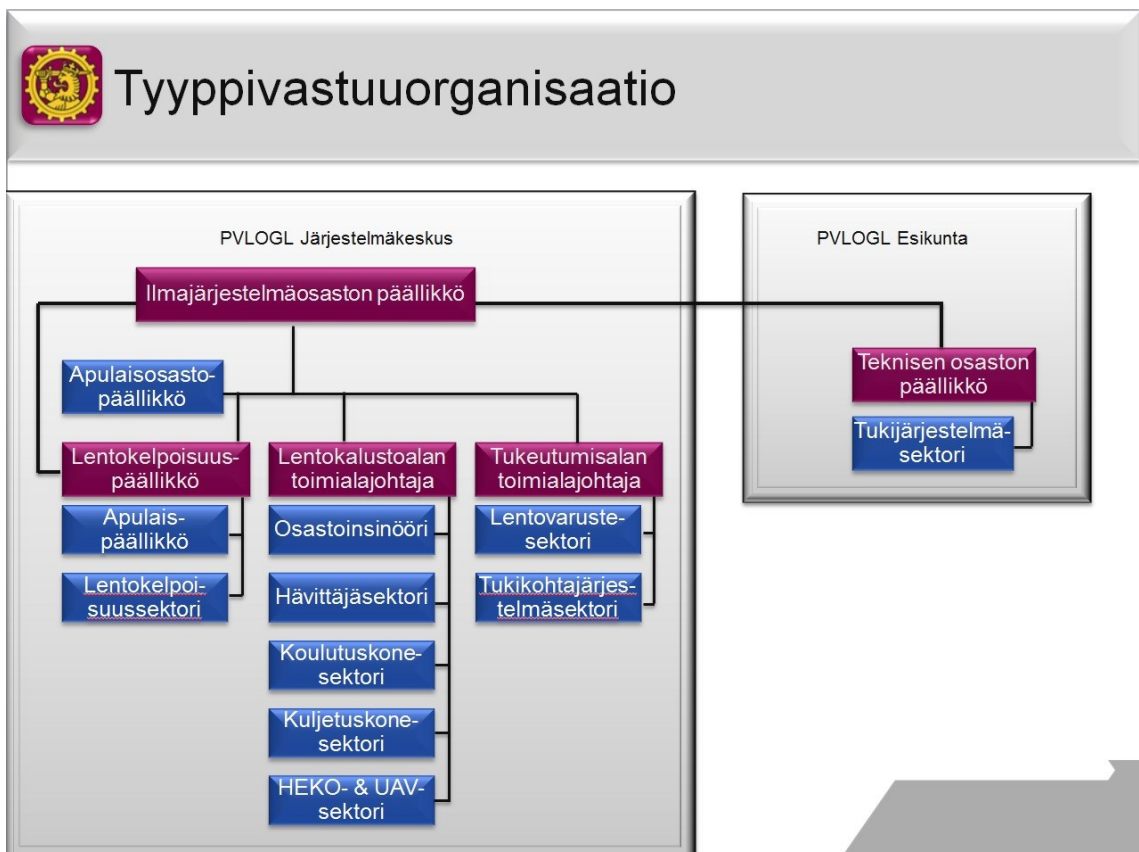 Tyyppivastuuorganisaatio
PVLOGL Järjestelmäkeskus
Ilmajärjestelmäosaston päällikkö
Apulaisosasto-
päällikkö
Lentokelpoisuus-
päällikkö
Apulais-
päällikkö
Lentokelpoi-
suussektori
Lentokalustoalan
toimialajohtaja
Osastoinsinööri
Hävittäjäsektori
Koulutuskone-
sektori
Kuljetuskone-
sektori
HEKO- & UAV-
sektori
Tukeutumisalan
toimialajohtaja
Lentovaruste-
sektori
Tukikohtajärjes-
telmäsektori
PVLOGL Esikunta
Teknisen osaston
päällikkö
Tukijärjestelmä-
sektori